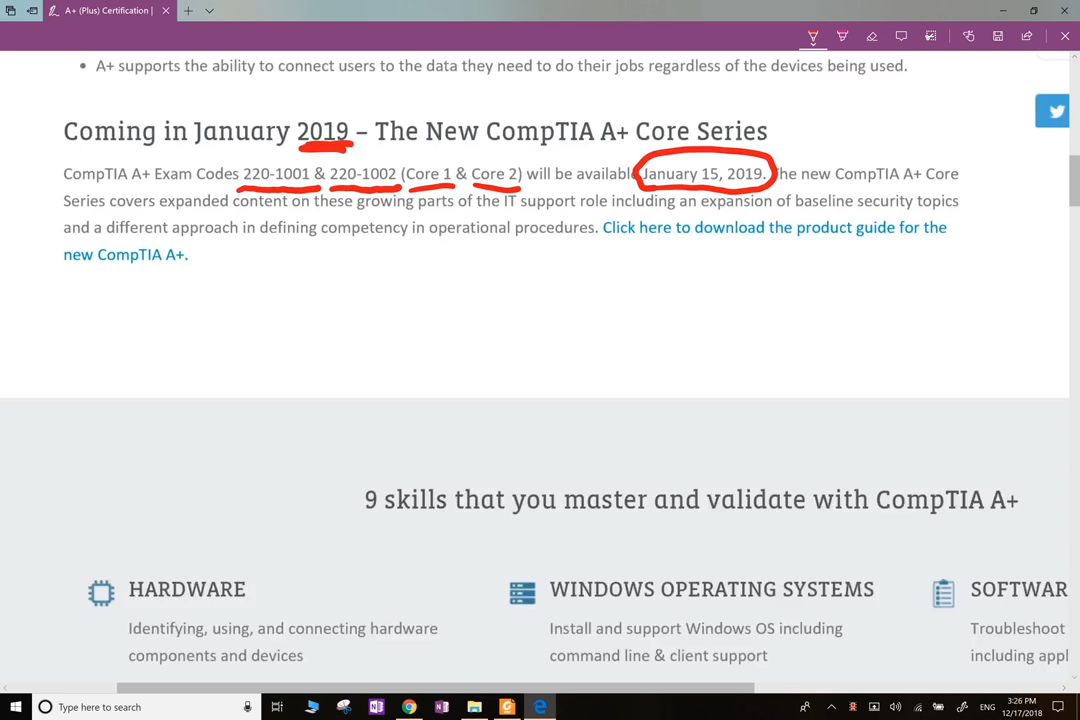 A+ (Plus) Certification |
• A+ supports the ability to connect users to the data they need to do their jobs regardless of the devices being used.
Coming in January 2019 – The New CompTIA A+ Core Series
CompTIA A+ Exam Codes 220-1001 & 220-1002 (Core 1 & Core 2) will be available January 15, 2019. The new CompTIA A+ Core
Series covers expanded content on these growing parts of the IT support role including an expansion of baseline security topics
and a different approach in defining competency in operational procedures. Click here to download the product guide for the
new CompTIA A+.
9 skills that you master and validate with CompTIA A+
HARDWARE
Identifying, using, and connecting hardware
components and devices
WINDOWS OPERATING SYSTEMS
Install and support Windows OS including
command line & client support
SOFTWAR
Troubleshoot
including appl
Type here to search
ENG
3:26 PM
12/17/2018